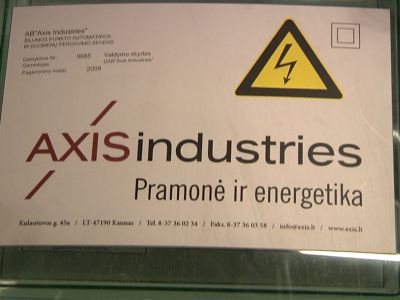 AB"Axis Industries"
ŠILUMOS PUNKTO AUTOMATIKOS
IR DUOMENŲ PERDAVIMO SKYDAS
Gamyklinis Nr. 9685 Valdymo skydas
Gamintojas UAB"Axis Industries"
Pagaminimo metai 2009
AXISindustries
Pramonė ir energetika
Kulautuvos g. 45a / LT-47190 Kaunas / Tel. 8-37 36 02 34 / Faks. 8-37 36 03 58 / info@axis.lt / www.axis.lt